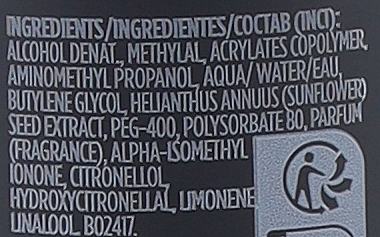 INGREDIENTS/INGREDIENTES/СОСТАВ (INCI):
ALCOHOL DENAT., METHYLAL, ACRYLATES COPOLYMER,
AMINOMETHYL PROPANOL, AQUA/ WATER/EAU,
BUTYLENE GLYCOL, HELIANTHUS ANNUUS (SUNFLOWER)
SEED EXTRACT, PEG-400, POLYSORBATE 80, PARFUM
(FRAGRANCE), ALPHA-ISOMETHYL
IONONE, CITRONELLOL,
HYDROXYCITRONELLAL, LIMONENE,
LINALOOL. B02417.